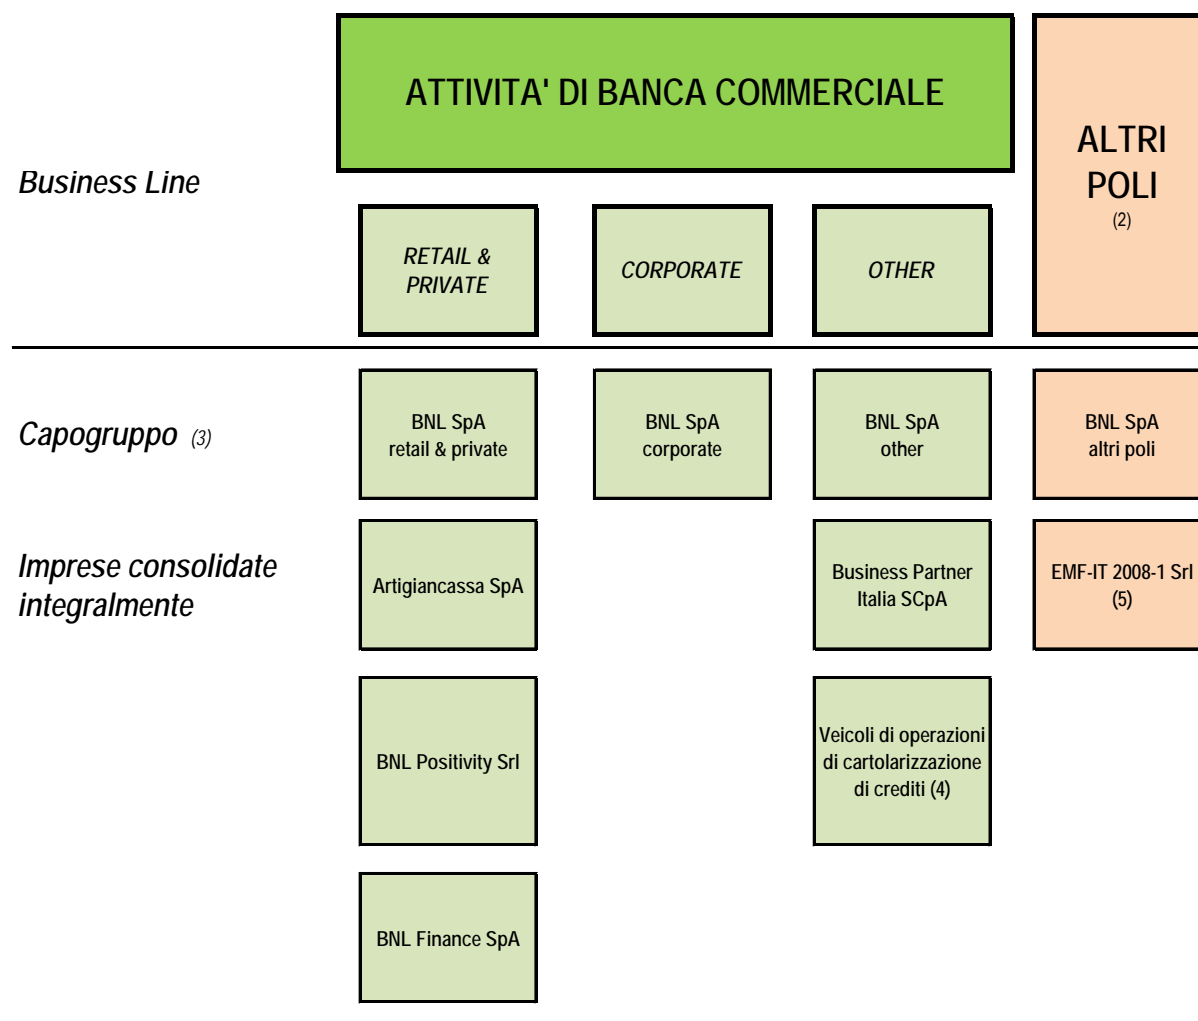 ATTIVITA' DI BANCA COMMERCIALE
ALTRI
POLI
(2)
Business Line
RETAIL &
PRIVATE
CORPORATE
OTHER
Capogruppo (3)
BNL SpA
retail & private
BNL SpA
corporate
BNL SpA
other
BNL SpA
altri poli
Imprese consolidate
integralmente
Artigiancassa SpA
Business Partner
Italia SCpA
EMF-IT 2008-1 Srl
(5)
BNL Positivity Srl
Veicoli di operazioni
di cartolarizzazione
di crediti (4)
BNL Finance SpA